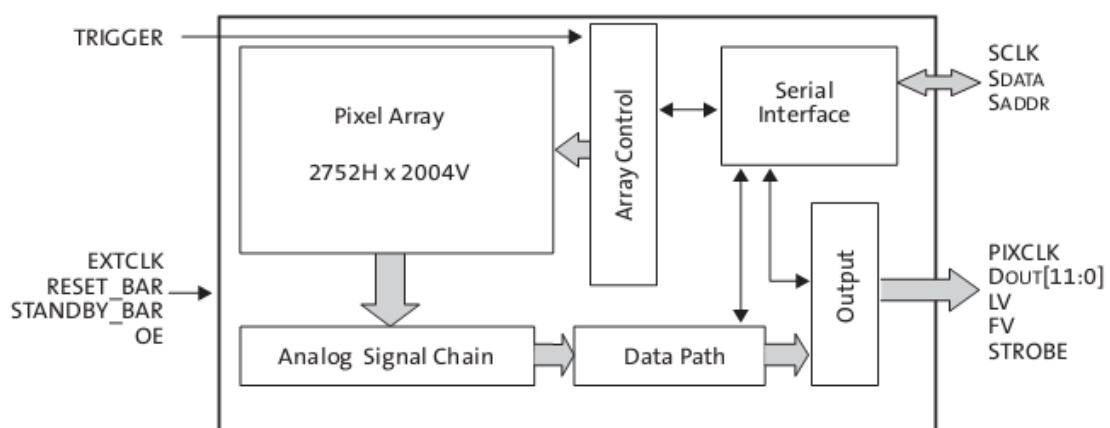 TRIGGER
Pixel Array
2752H x 2004V
Array Control
Serial
Interface
SCLK
SDATA
SADDR
EXTCLK
RESET_BAR
STANDBY_BAR
OE
Analog Signal Chain
Data Path
Output
PIXCLK
DOUT[11:0]
LV
FV
STROBE